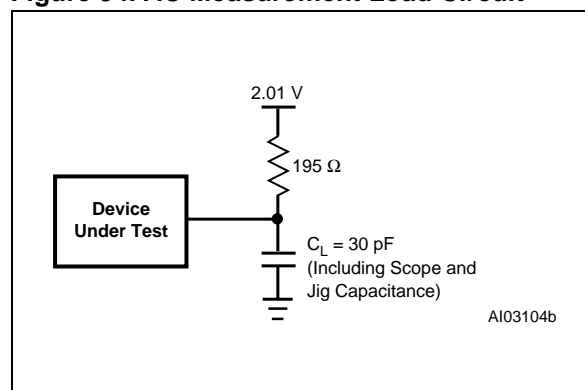 Figure AC Measurement Load Circuit
2.01 V
195 Ω
Device
Under Test
CL = 30 pF
(Including Scope and
Jig Capacitance)
AI03104b